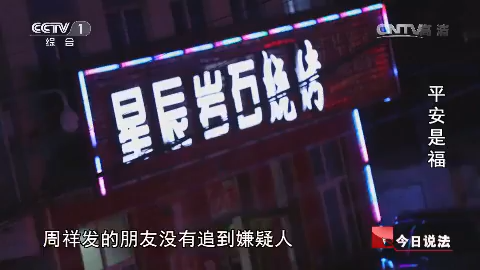 CCTV 1
综合
CNTV高清
星辰岩石烧烤
平安是福
周祥发的朋友没有追到嫌疑人
今日说法